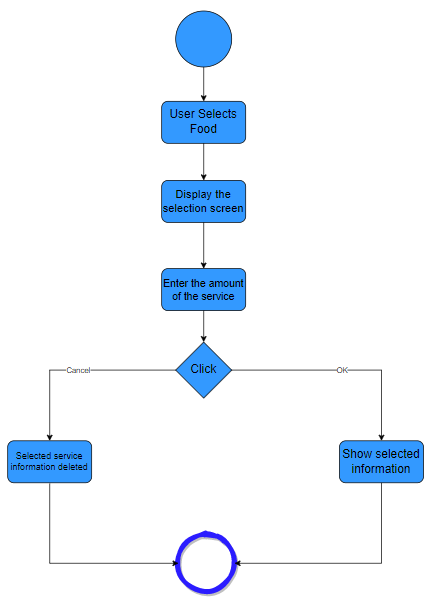 User Selects
Food
Display the
selection screen
Enter the amount
of the service
Click
Cancel
OK
Selected service
information deleted
Show selected
information